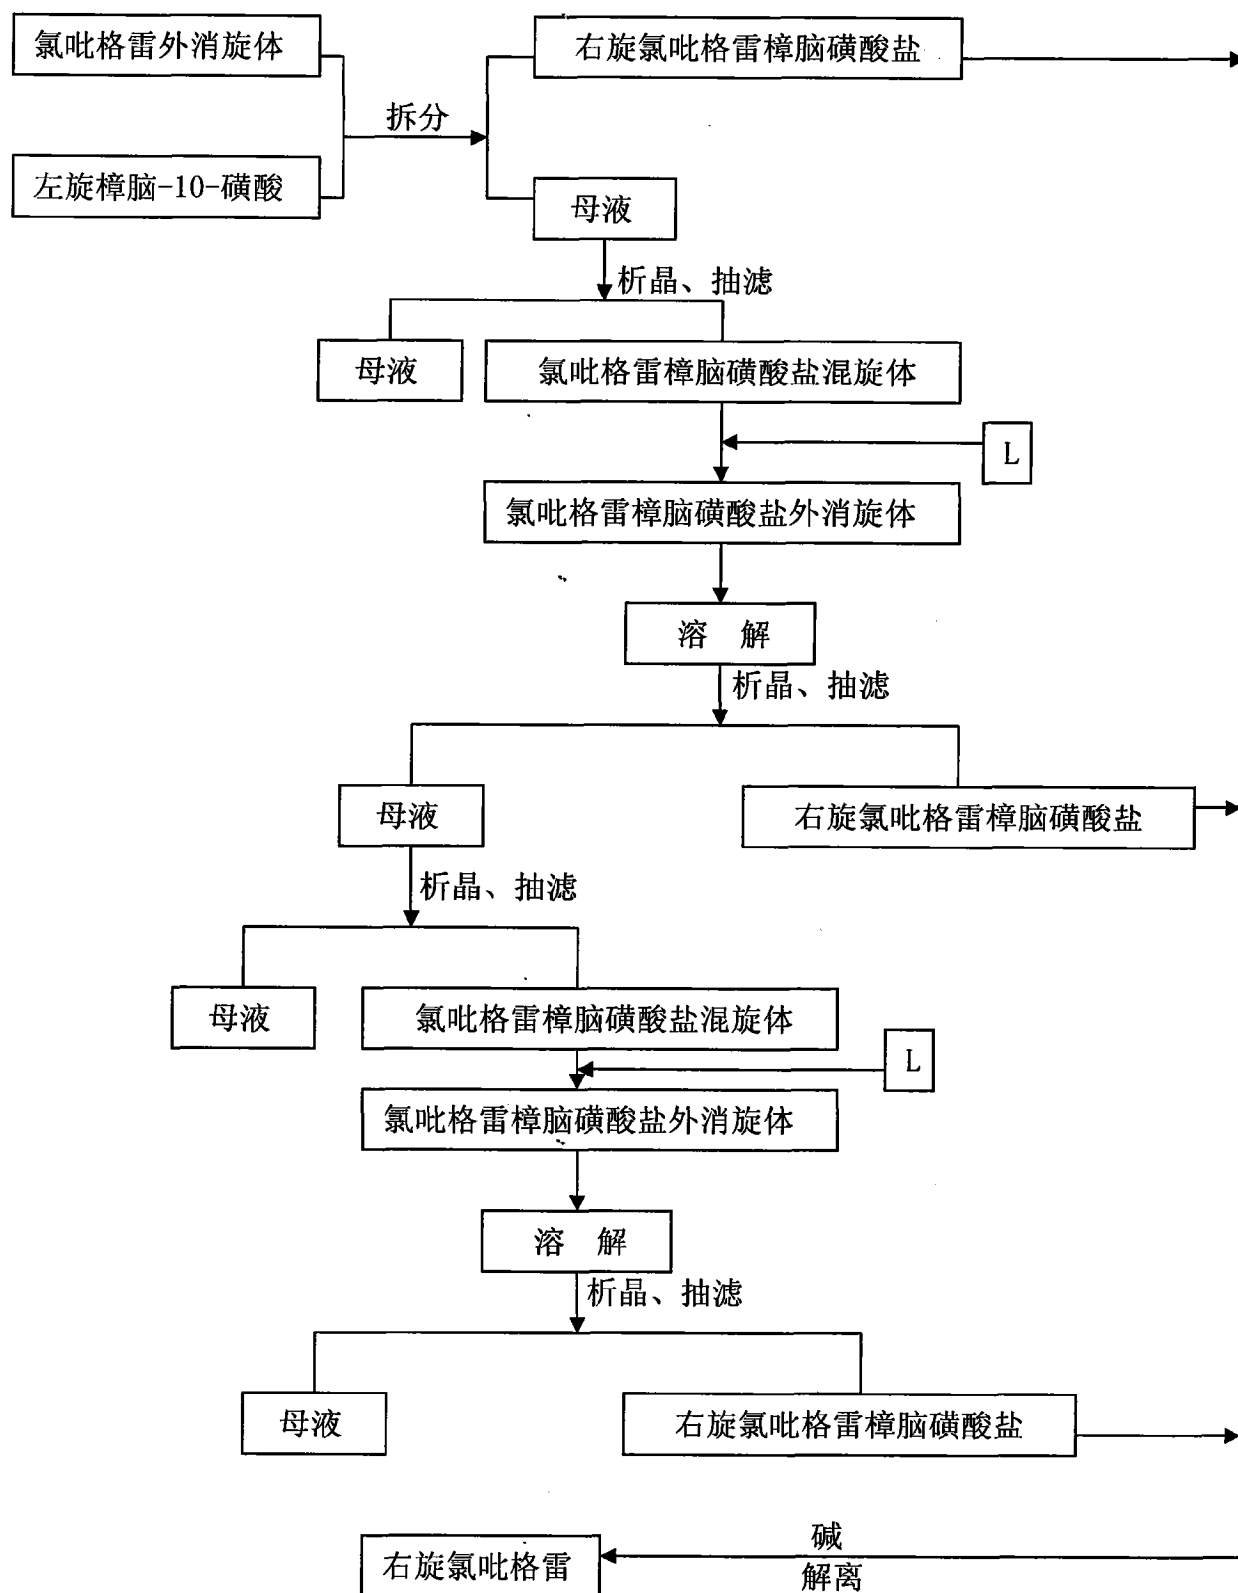 氯吡格雷外消旋体
右旋氯吡格雷樟脑磺酸盐
拆分
左旋樟脑-10-磺酸
母液
析晶、抽滤
母液
氯吡格雷樟脑磺酸盐混旋体
L
氯吡格雷樟脑磺酸盐外消旋体
溶 解
析晶、抽滤
母液
右旋氯吡格雷樟脑磺酸盐
析晶、抽滤
母液
氯吡格雷樟脑磺酸盐混旋体
L
氯吡格雷樟脑磺酸盐外消旋体
溶 解
析晶、抽滤
母液
右旋氯吡格雷樟脑磺酸盐
碱
右旋氯吡格雷
解离